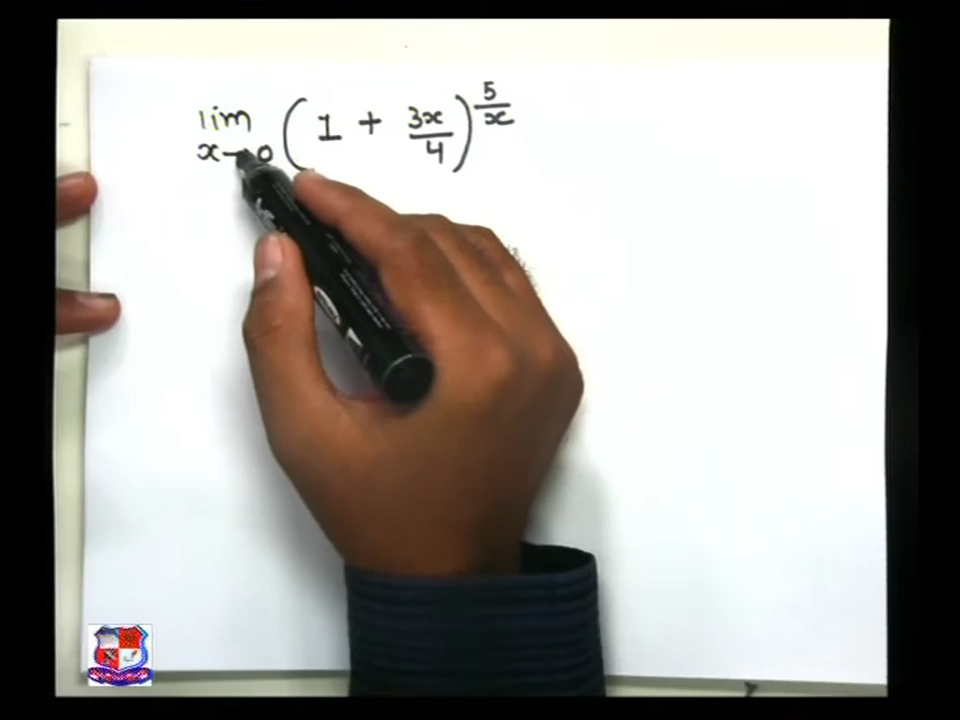 lim x→0 (1 + 3x/4)^5/x